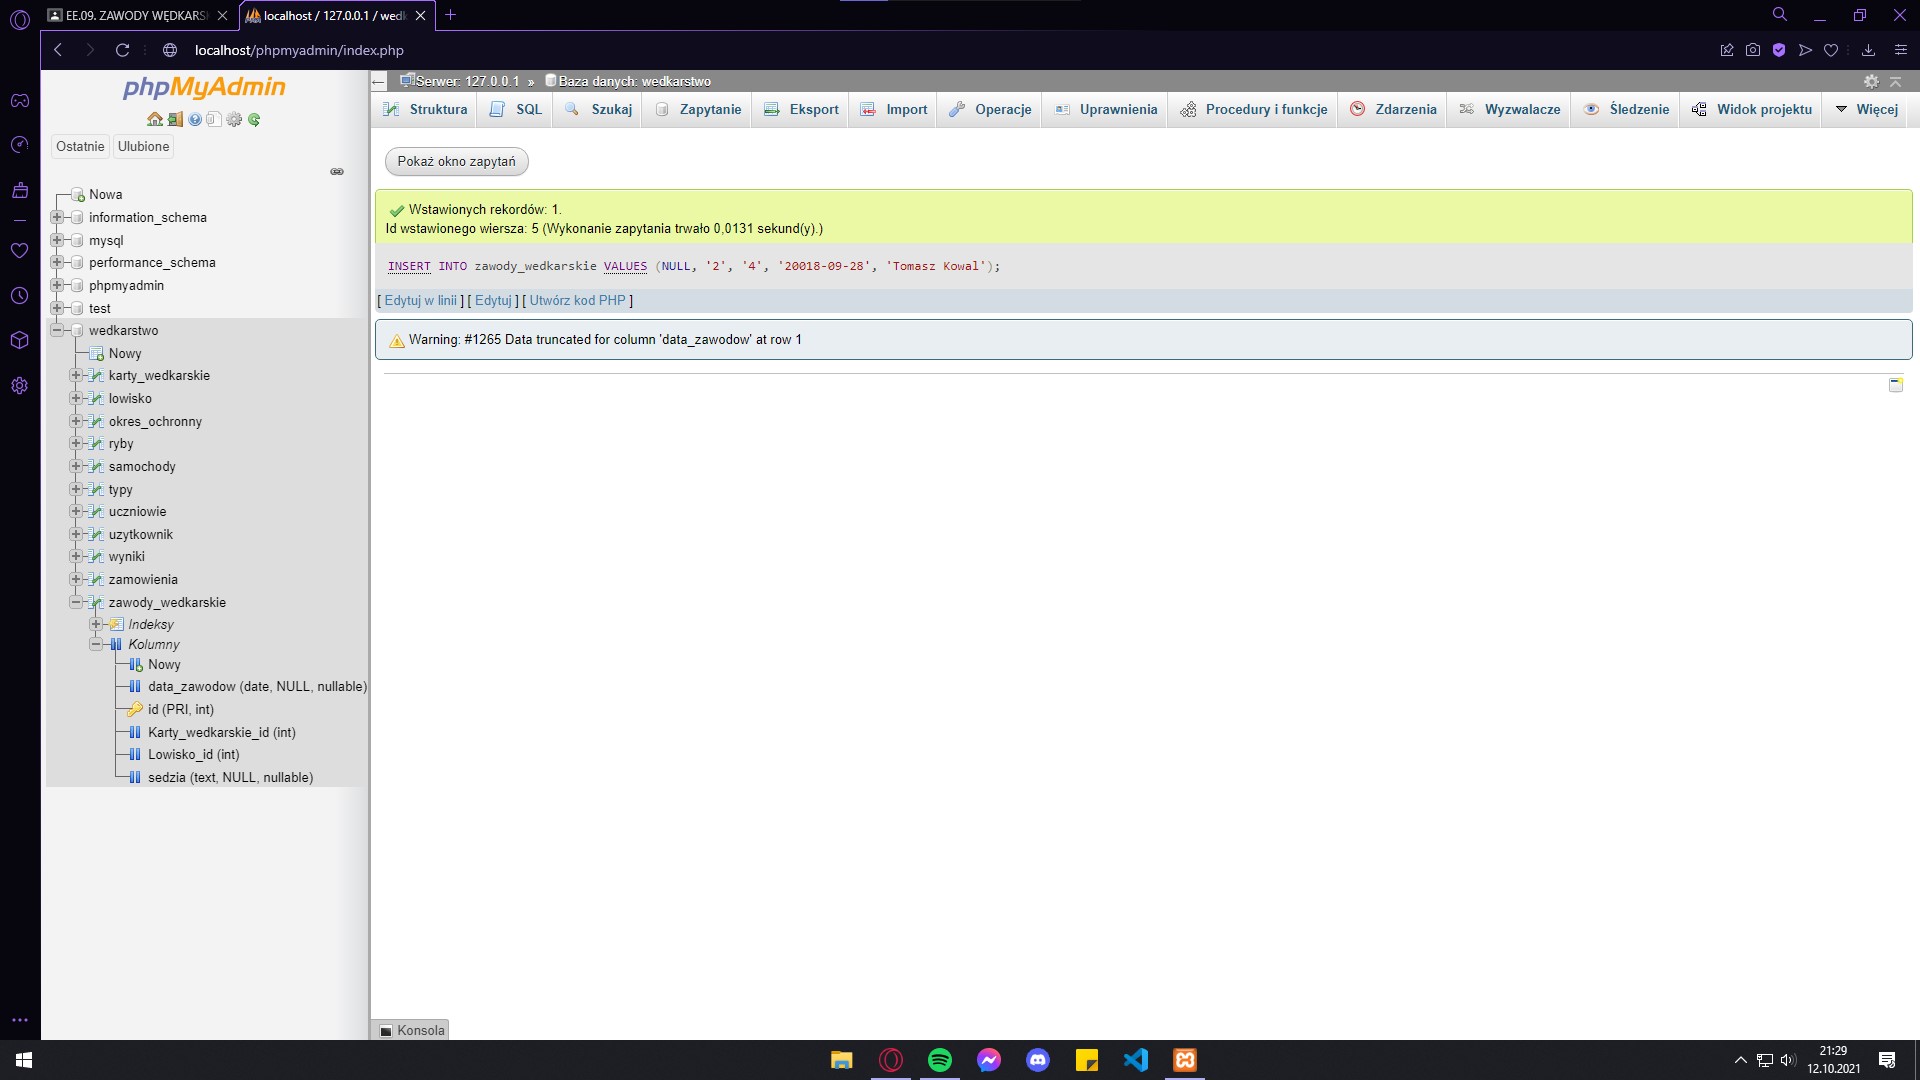 EE.09. ZAWODY WĘDKARSK
localhost / 127.0.0.1 / wedk
localhost/phpmyadmin/index.php
phpMyAdmin
Ostatnie
Ulubione
Nowa
information_schema
mysql
performance_schema
phpmyadmin
test
wedkarstwo
Nowy
karty_wedkarskie
lowisko
okres_ochronny
ryby
samochody
typy
uczniowie
uzytkownik
wyniki
zamowienia
zawody_wedkarskie
Indeksy
Kolumny
Nowy
data_zawodow (date, NULL, nullable)
id (PRI, int)
Karty_wedkarskie_id (int)
Lowisko_id (int)
sedzia (text, NULL, nullable)
Serwer: 127.0.0.1 » Baza danych: wedkarstwo
Struktura SQL Szukaj Zapytanie Eksport Import Operacje Uprawnienia Procedury i funkcje Zdarzenia Wyzwalacze Śledzenie Widok projektu Więcej
Pokaż okno zapytań
Wstawionych rekordów: 1.
Id wstawionego wiersza: 5 (Wykonanie zapytania trwało 0,0131 sekund(y).)
INSERT INTO zawody_wedkarskie VALUES (NULL, '2', '4', '20018-09-28', 'Tomasz Kowal');
[ Edytuj w linii ] [ Edytuj ] [ Utwórz kod PHP ]
Warning: #1265 Data truncated for column 'data_zawodow' at row 1
Konsola
21:29
12.10.2021